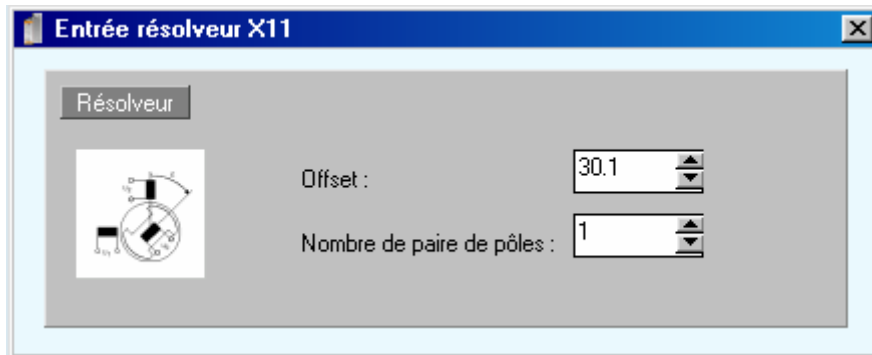 Entrée résolveur X11
Résolveur
Offset : 30.1
Nombre de paire de pôles : 1